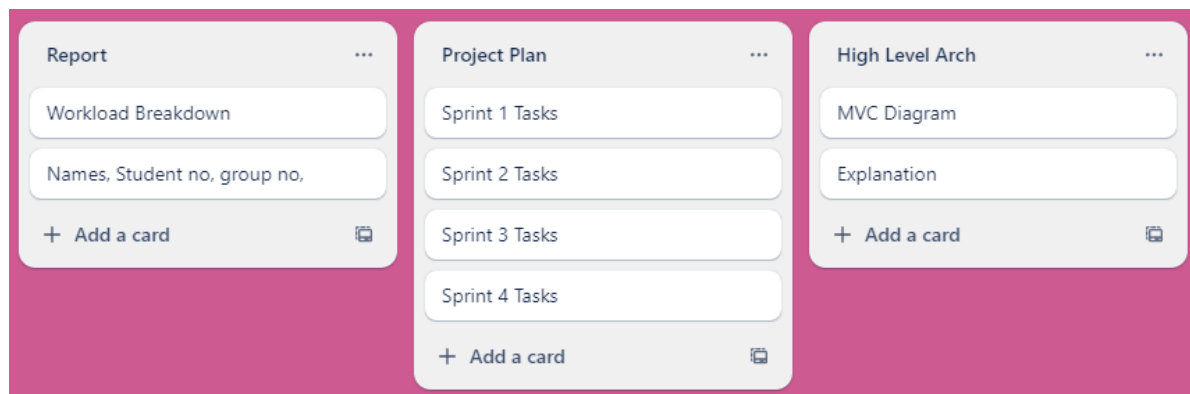 Report
Workload Breakdown
Names, Student no, group no,
Add a card
Project Plan
Sprint 1 Tasks
Sprint 2 Tasks
Sprint 3 Tasks
Sprint 4 Tasks
Add a card
High Level Arch
MVC Diagram
Explanation
Add a card